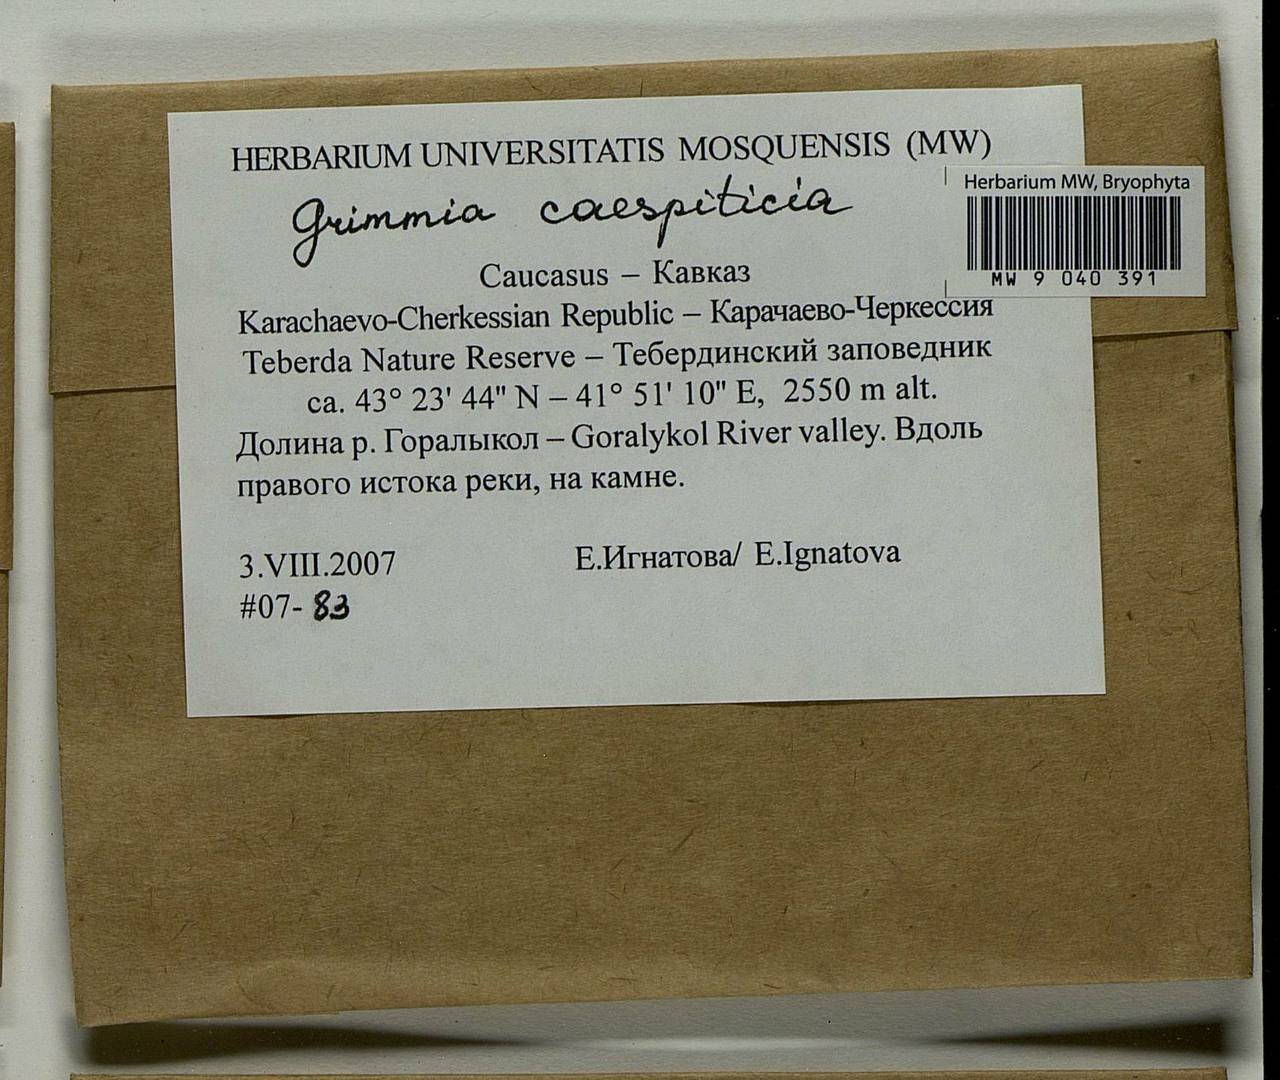 HERBARIUM UNIVERSITATIS MOSQUENSIS (MW)
Grimmia caespiticia
Herbarium MW, Bryophyta
MW 9 040 391
Caucasus – Кавказ
Karachaevo-Cherkessian Republic – Карачаево-Черкессия
Teberda Nature Reserve – Тебердинский заповедник
ca. 43° 23' 44" N – 41° 51' 10" E, 2550 m alt.
Долина р. Горалыкол – Goralykol River valley. Вдоль
правого истока реки, на камне.
3.VIII.2007 Е.Игнатова/ E.Ignatova
#07- 83